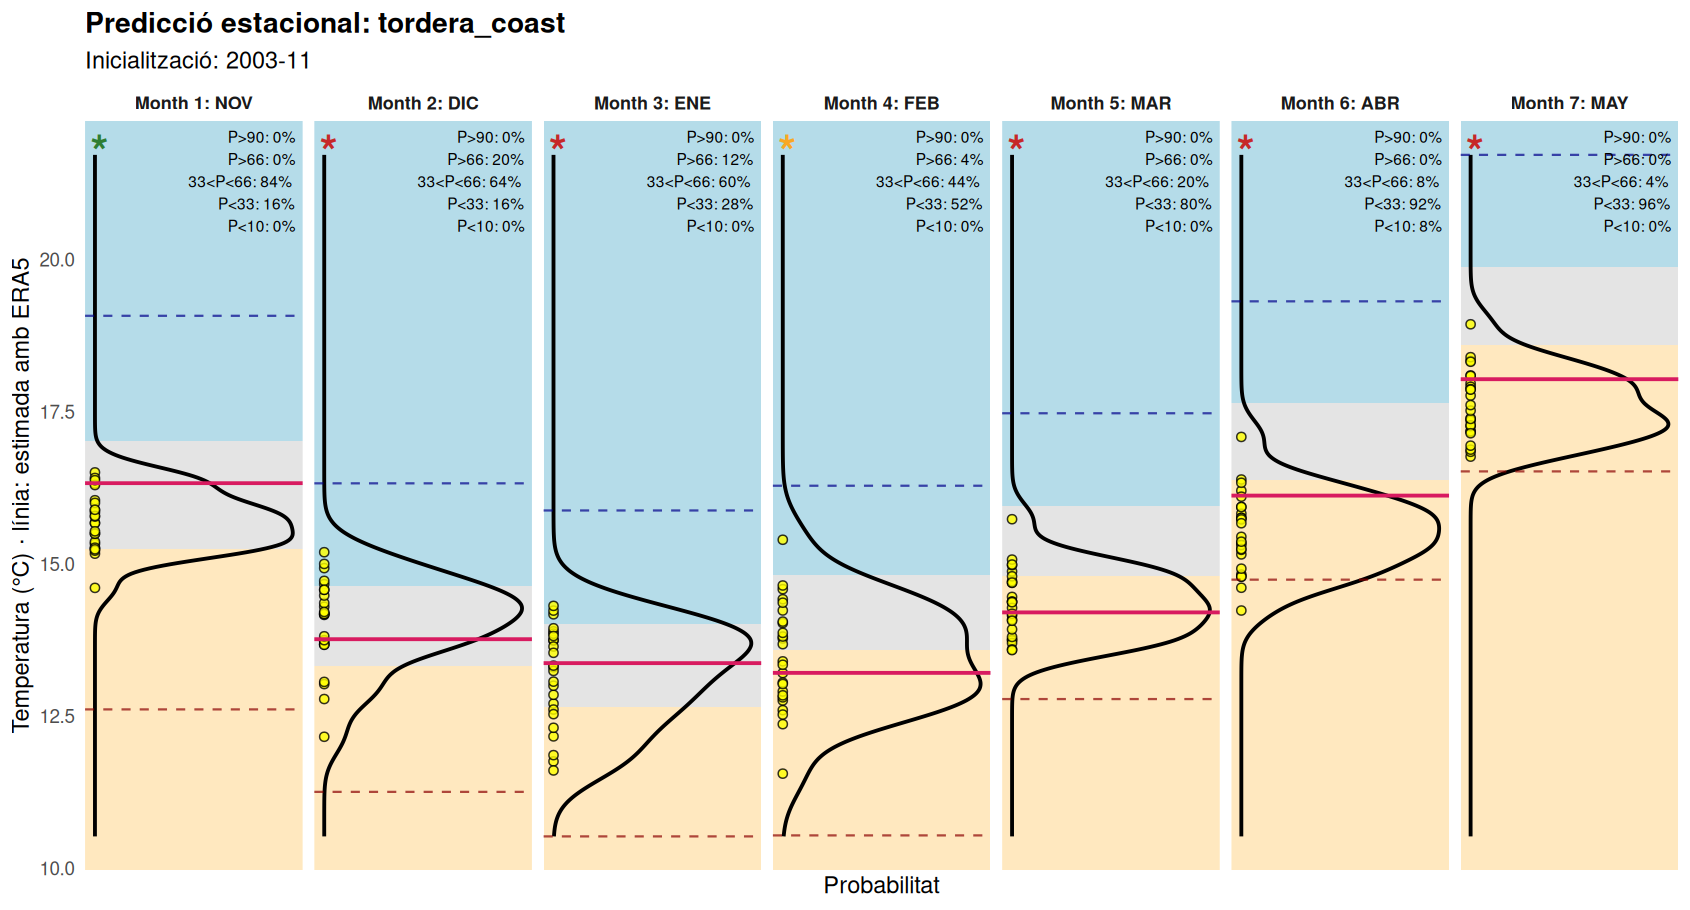 Predicció estacional: tordera_coast
Inicialització: 2003-11
Month 1: NOV
Month 2: DIC
Month 3: ENE
Month 4: FEB
Month 5: MAR
Month 6: ABR
Month 7: MAY
*
P>90: 0%
P>66: 0%
33<P<66: 84%
P<33: 16%
P<10: 0%
*
P>90: 0%
P>66: 20%
33<P<66: 64%
P<33: 16%
P<10: 0%
*
P>90: 0%
P>66: 12%
33<P<66: 60%
P<33: 28%
P<10: 0%
*
P>90: 0%
P>66: 4%
33<P<66: 44%
P<33: 52%
P<10: 0%
*
P>90: 0%
P>66: 0%
33<P<66: 20%
P<33: 80%
P<10: 0%
*
P>90: 0%
P>66: 0%
33<P<66: 8%
P<33: 92%
P<10: 8%
*
P>90: 0%
P>66: 0%
33<P<66: 4%
P<33: 96%
P<10: 0%
20.0
17.5
15.0
12.5
10.0
Temperatura (°C) · línia: estimada amb ERA5
Probabilitat